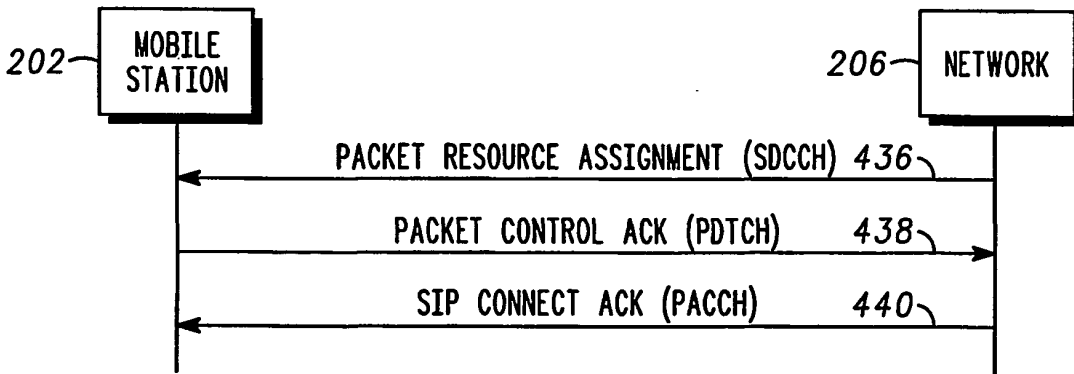 202
MOBILE
STATION
206
NETWORK
PACKET RESOURCE ASSIGNMENT (SDCCH) 436
PACKET CONTROL ACK (PDTCH) 438
SIP CONNECT ACK (PACCH) 440